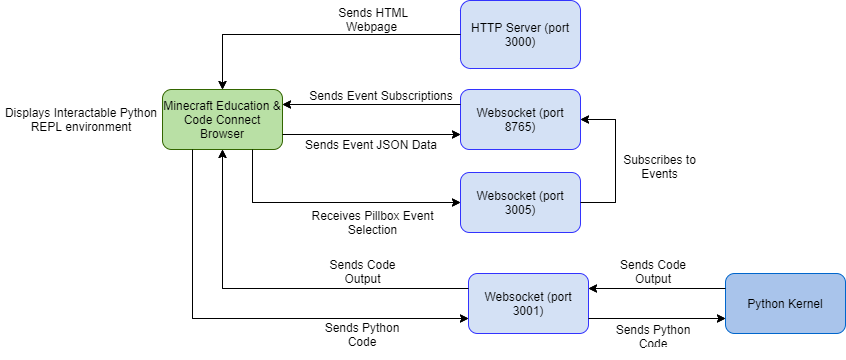 Sends HTML
Webpage
HTTP Server (port
3000)
Displays Interactable Python
REPL environment
Minecraft Education &
Code Connect
Browser
Sends Event Subscriptions
Sends Event JSON Data
Websocket (port
8765)
Subscribes to
Events
Receives Pillbox Event
Selection
Websocket (port
3005)
Sends Code
Output
Sends Python
Code
Websocket (port
3001)
Sends Code
Output
Sends Python
Code
Python Kernel